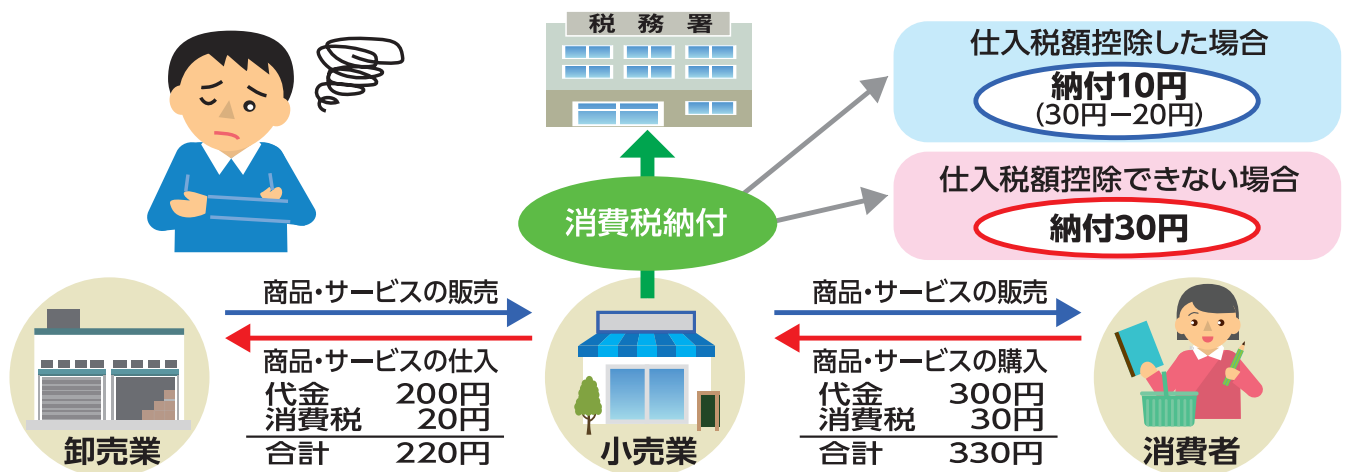 税務署
仕入税額控除した場合
納付10円
(30円−20円)
仕入税額控除できない場合
納付30円
消費税納付
商品・サービスの販売
商品・サービスの仕入
代金 200円
消費税 20円
合計 220円
商品・サービスの販売
商品・サービスの購入
代金 300円
消費税 30円
合計 330円
卸売業
小売業
消費者